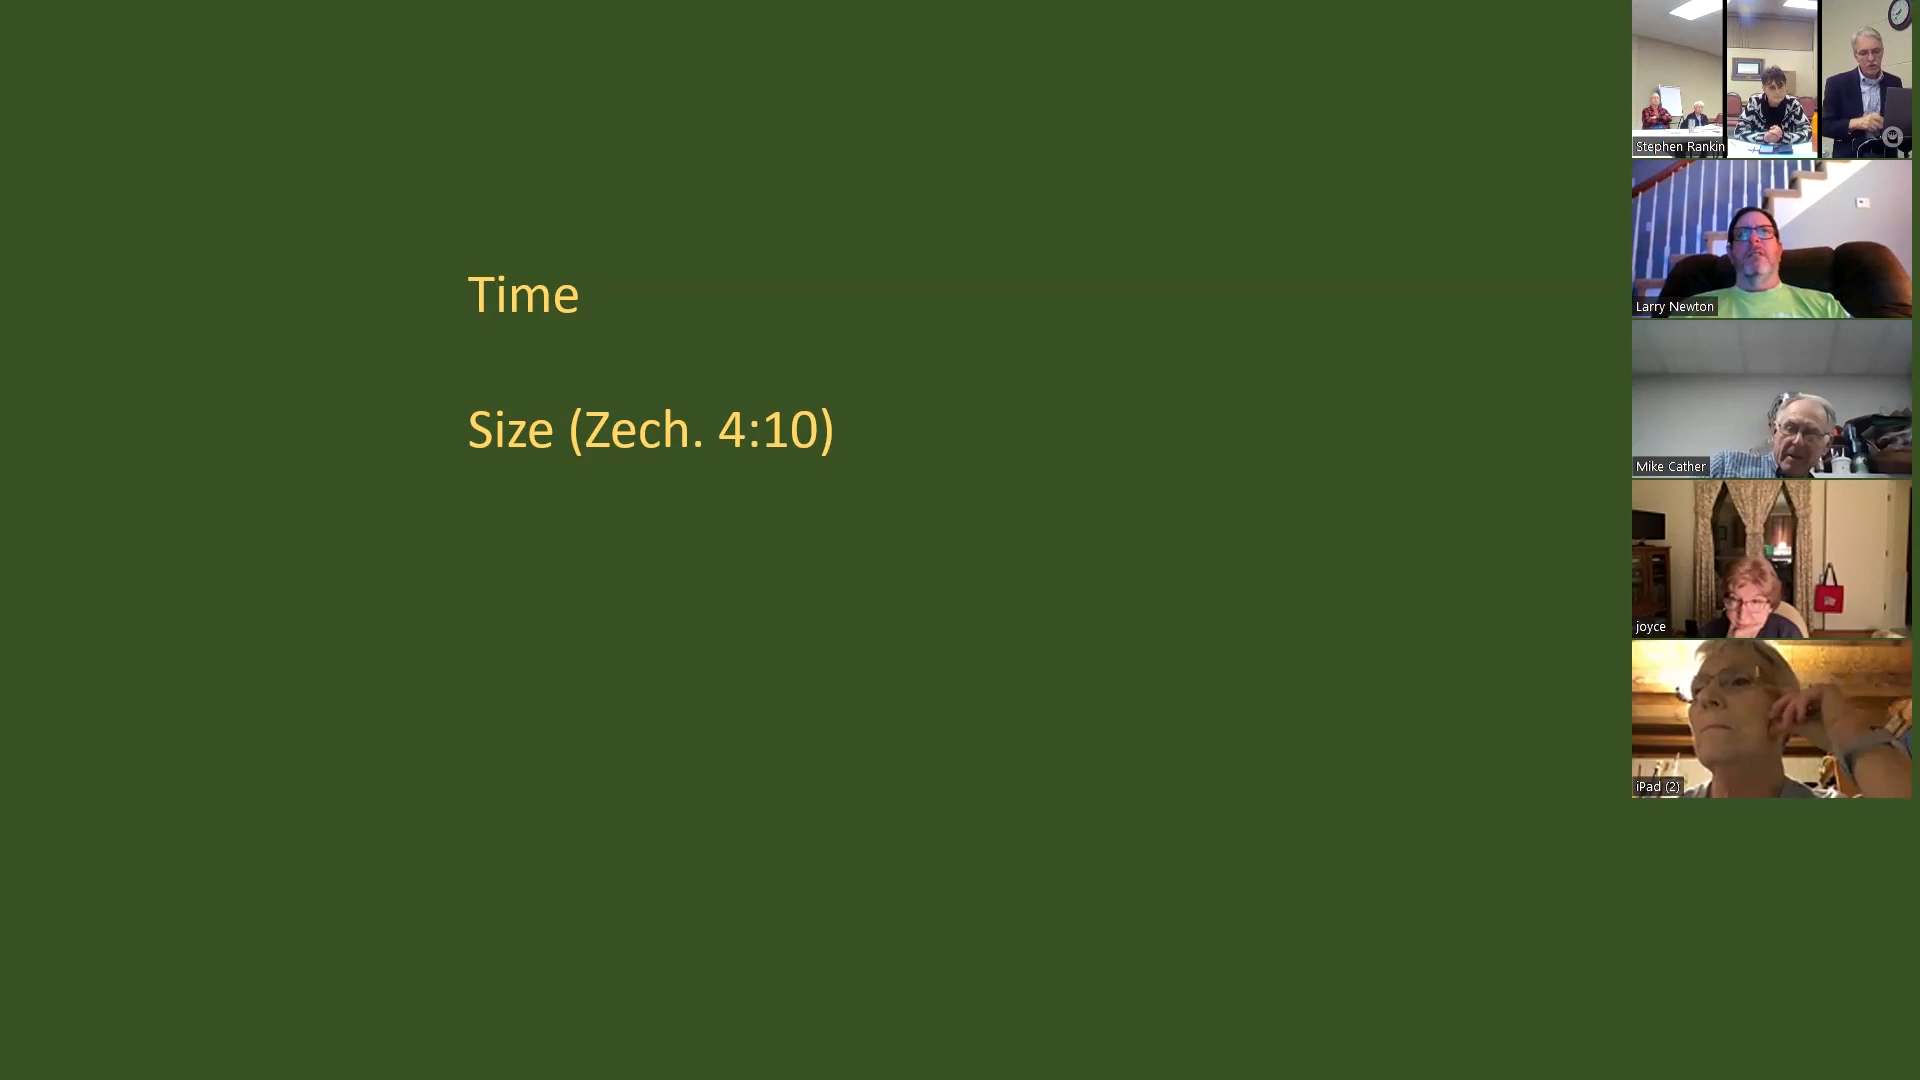 Time
Size (Zech. 4:10)
Stephen Rankin
Larry Newton
Mike Cather
joyce
iPad (2)